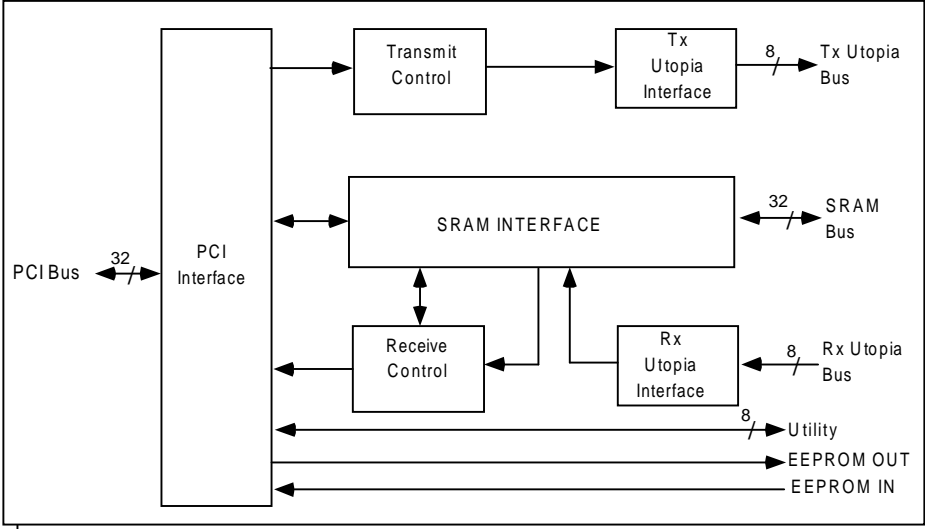 Transmit
Control
Tx
Utopia
Interface
8
Tx Utopia
Bus
SRAM INTERFACE
32
SRAM
Bus
PCI Bus
32
PCI
Interface
Receive
Control
Rx
Utopia
Interface
8
Rx Utopia
Bus
8
Utility
EEPROM OUT
EEPROM IN